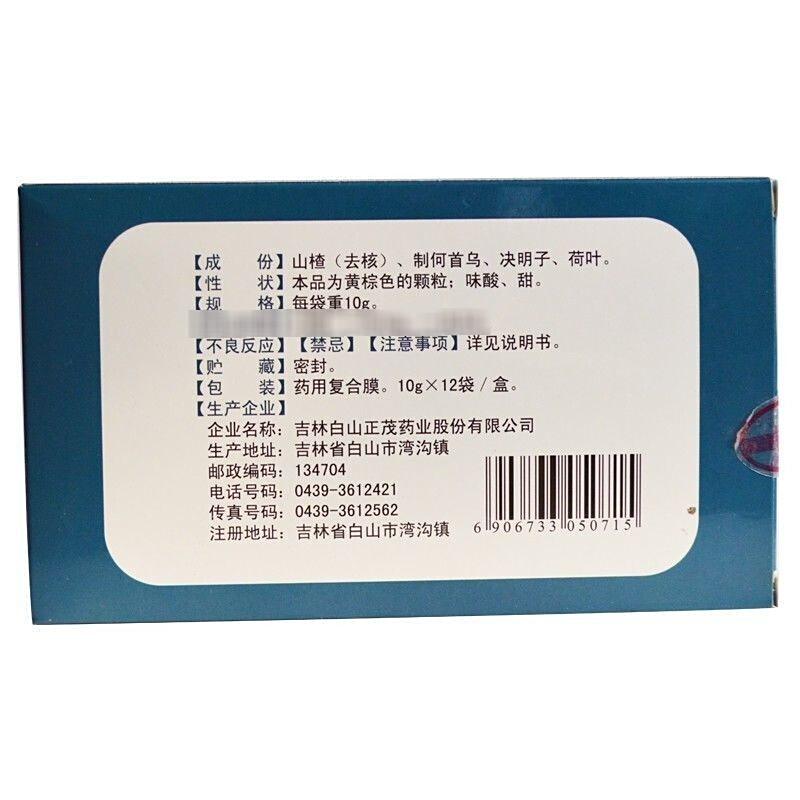 【成 份】山楂（去核）、制何首乌、决明子、荷叶。
【性 状】本品为黄棕色的颗粒；味酸、甜。
【规 格】每袋重10g。
【不良反应】【禁忌】【注意事项】详见说明书。
【贮 藏】密封。
【包 装】药用复合膜。10g×12袋／盒。
【生产企业】
企业名称：吉林白山正茂药业股份有限公司
生产地址：吉林省白山市湾沟镇
邮政编码：134704
电话号码：0439-3612421
传真号码：0439-3612562
注册地址：吉林省白山市湾沟镇
6 906733 050715